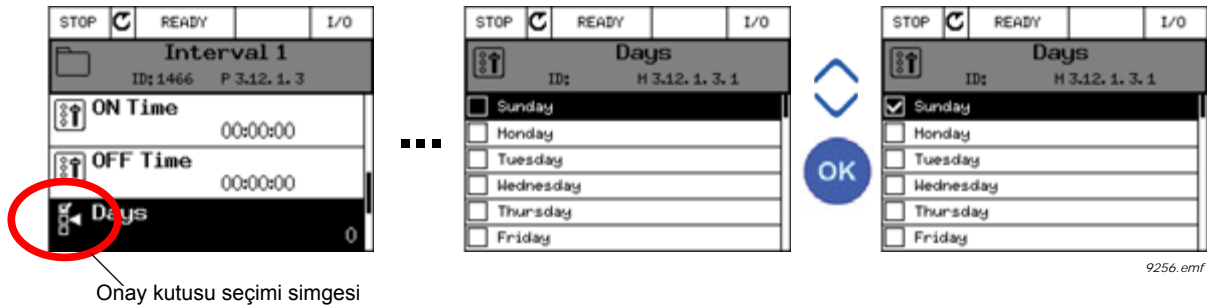 STOP READY I/O
Interval 1
ID:1466 P 3.12.1.3
ON Time
00:00:00
OFF Time
00:00:00
Days
0
Onay kutusu seçimi simgesi
STOP READY I/O
Days
ID: M 3.12.1.3.1
Sunday
Monday
Tuesday
Wednesday
Thursday
Friday
OK
STOP READY I/O
Days
ID: M 3.12.1.3.1
Sunday
Monday
Tuesday
Wednesday
Thursday
Friday
9256.emf